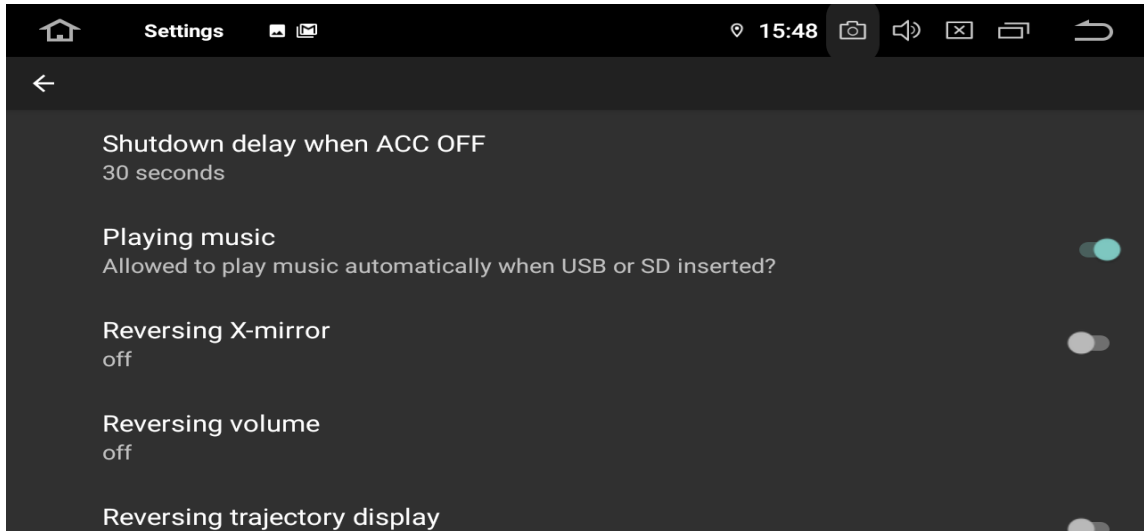 Settings
15:48
Shutdown delay when ACC OFF
30 seconds
Playing music
Allowed to play music automatically when USB or SD inserted?
Reversing X-mirror
off
Reversing volume
off
Reversing trajectory display